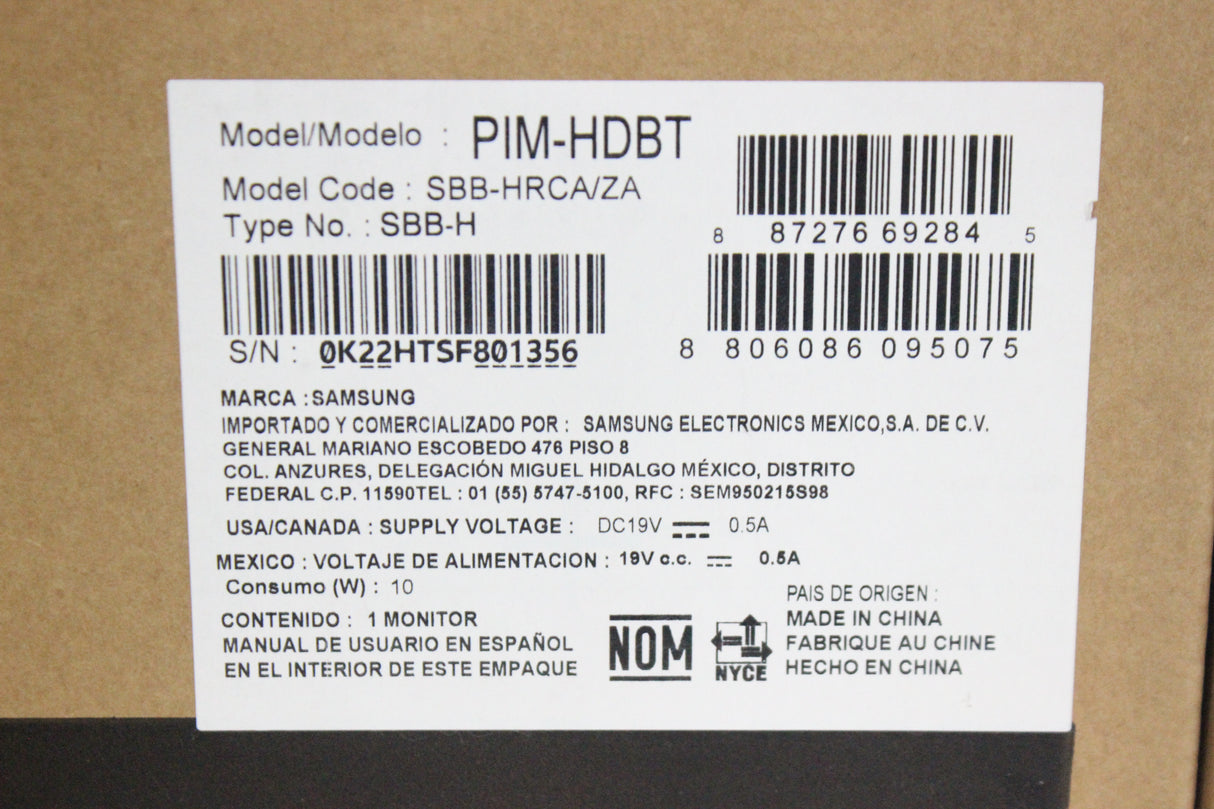 Model/Modelo : PIM-HDBT
Model Code : SBB-HRCA/ZA
Type No. : SBB-H
8 87276 69284 5
S/N : 0K22HTSF801356
8 806086 095075
MARCA :SAMSUNG
IMPORTADO Y COMERCIALIZADO POR : SAMSUNG ELECTRONICS MEXICO,S.A. DE C.V.
GENERAL MARIANO ESCOBEDO 476 PISO 8
COL. ANZURES, DELEGACIÓN MIGUEL HIDALGO MÉXICO, DISTRITO
FEDERAL C.P. 11590TEL : 01 (55) 5747-5100, RFC : SEM950215S98
USA/CANADA : SUPPLY VOLTAGE : DC19V 0.5A
MEXICO : VOLTAJE DE ALIMENTACION : 19V c.c. 0.5A
Consumo (W) : 10
CONTENIDO : 1 MONITOR
MANUAL DE USUARIO EN ESPAÑOL
EN EL INTERIOR DE ESTE EMPAQUE
NOM
NYCE
PAIS DE ORIGEN :
MADE IN CHINA
FABRIQUE AU CHINE
HECHO EN CHINA